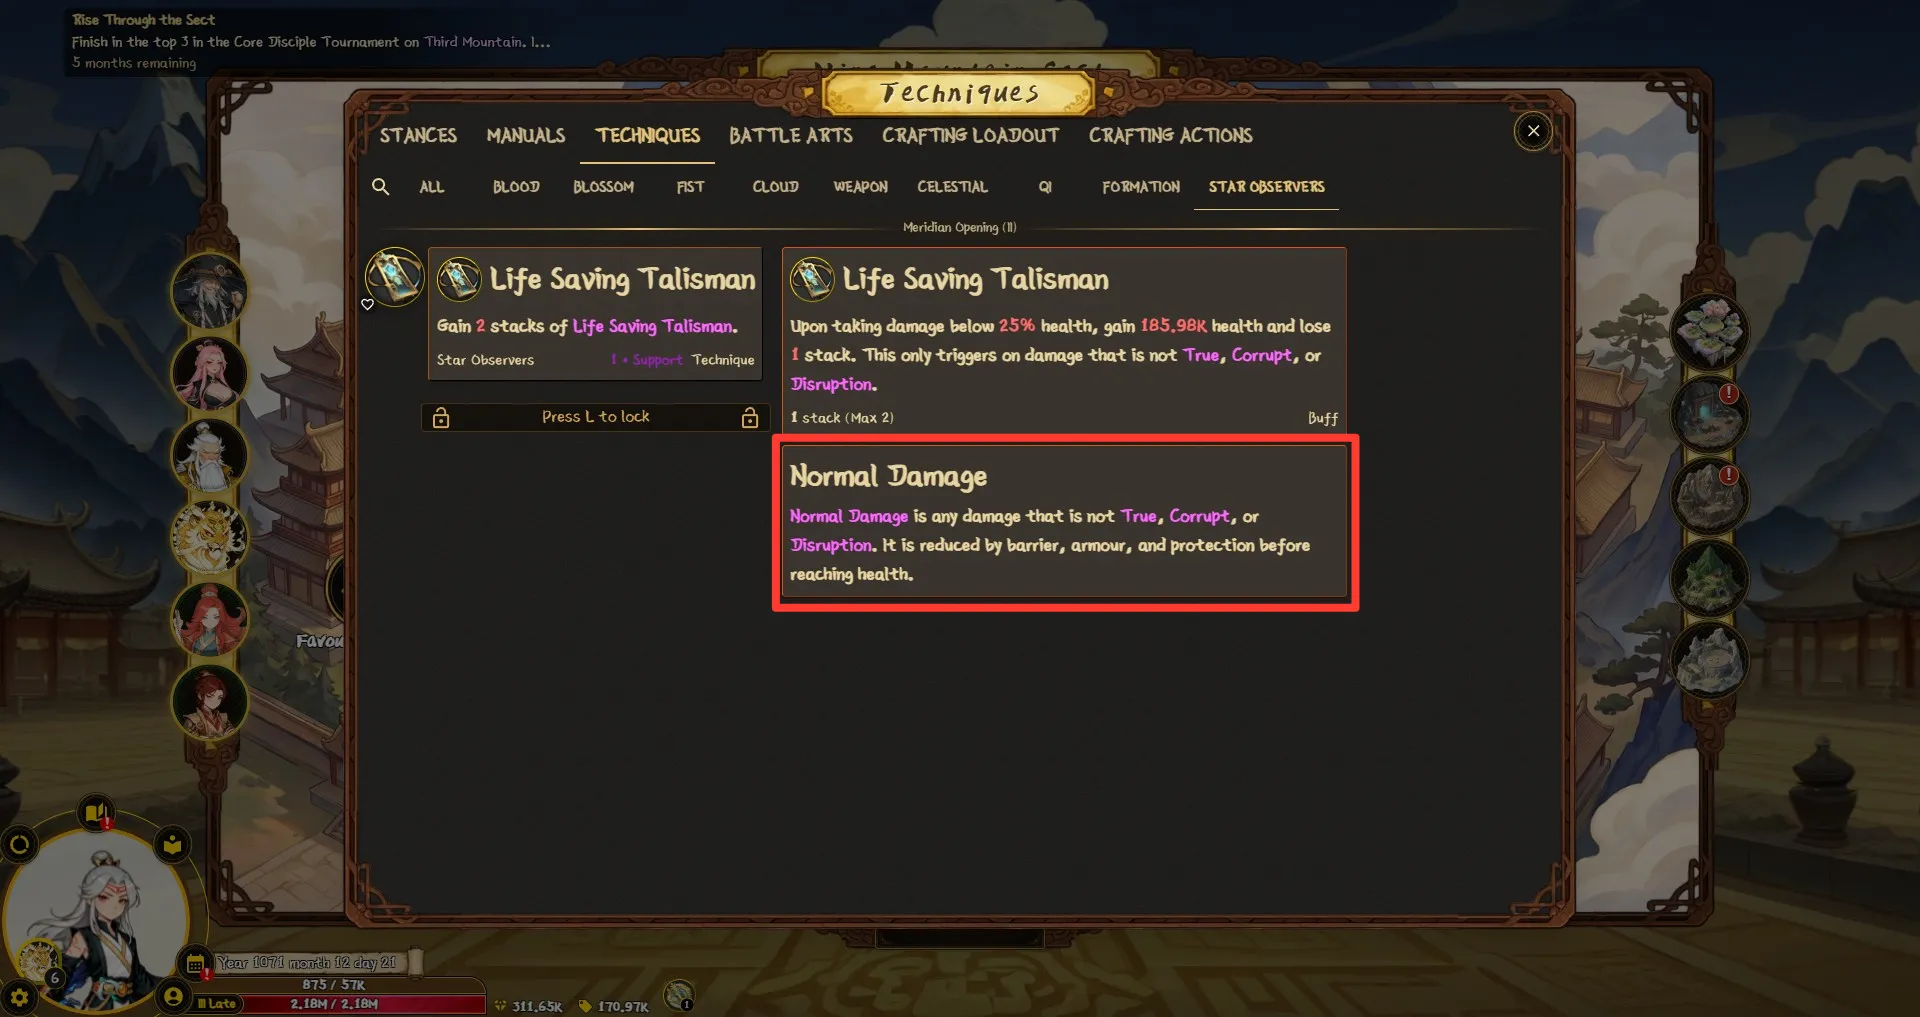 Rise Through the Sect
Finish in the top 3 in the Core Disciple Tournament on Third Mountain. I...
5 months remaining
Techniques
STANCES MANUALS TECHNIQUES BATTLE ARTS CRAFTING LOADOUT CRAFTING ACTIONS
ALL BLOOD BLOSSOM FIST CLOUD WEAPON CELESTIAL QI FORMATION STAR OBSERVERS
Meridian Opening (II)
Life Saving Talisman
Gain 2 stacks of Life Saving Talisman.
Star Observers 1 • Support Technique
Press L to lock
Life Saving Talisman
Upon taking damage below 25% health, gain 185.98K health and lose
1 stack. This only triggers on damage that is not True, Corrupt, or
Disruption.
1 stack (Max 2) Buff
Normal Damage
Normal Damage is any damage that is not True, Corrupt, or
Disruption. It is reduced by barrier, armour, and protection before
reaching health.
Favou
Year 1071 month 12 day 21
875 / 57K
III Late 2.18M / 2.18M
6
311.65K 170.97K 1